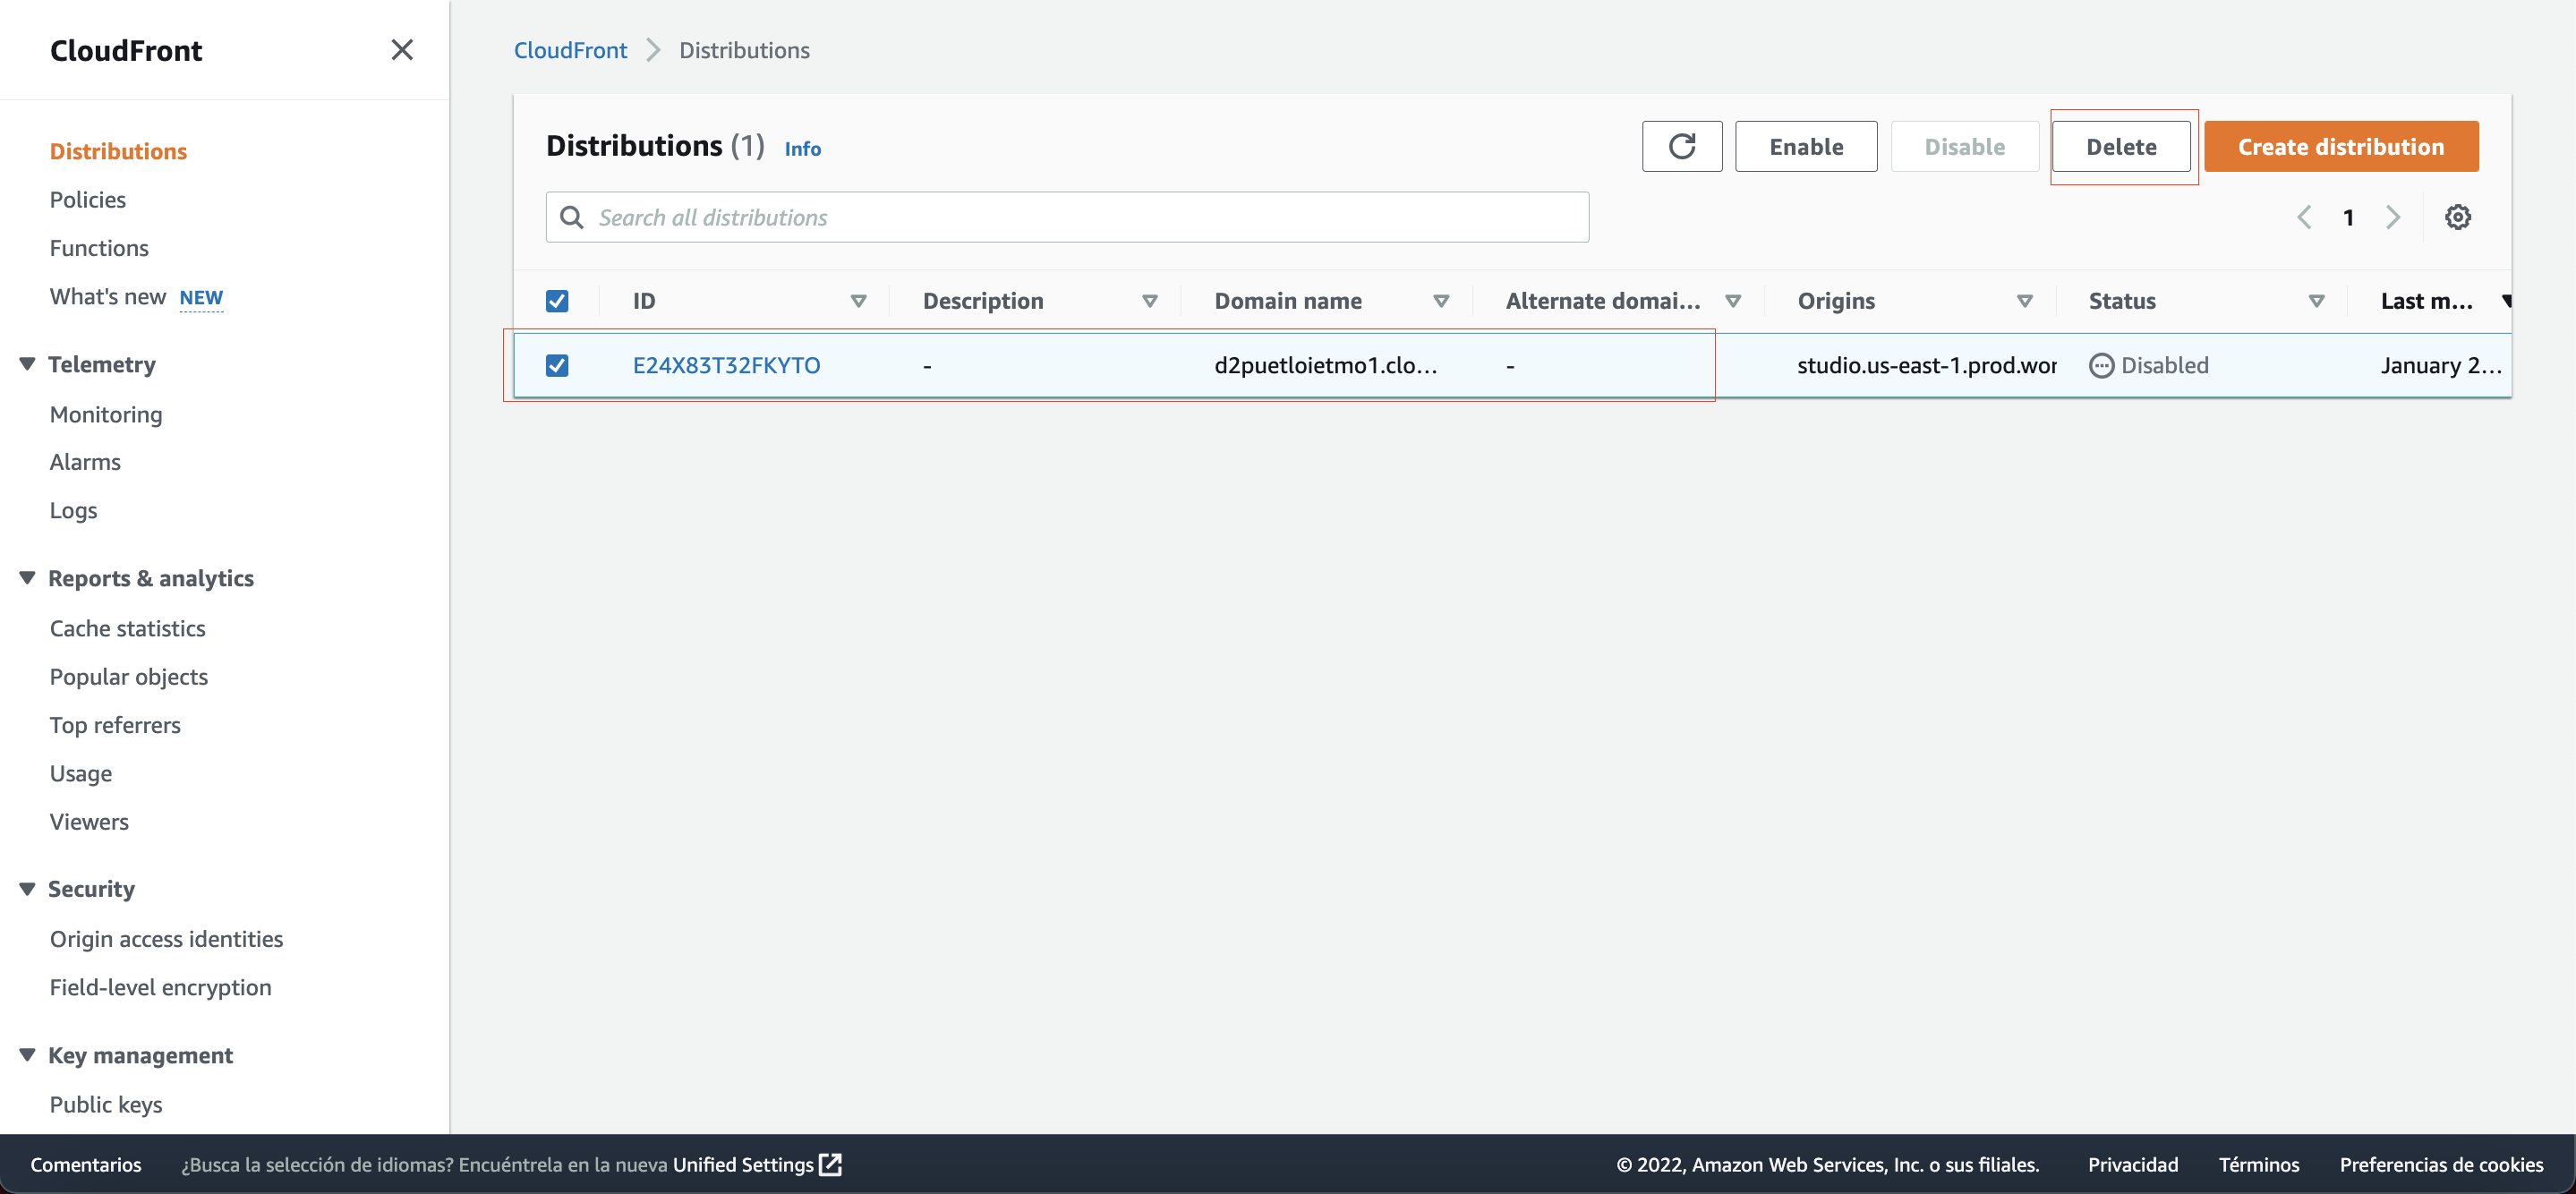 CloudFront
Distributions
Policies
Functions
What's new NEW
Telemetry
Monitoring
Alarms
Logs
Reports & analytics
Cache statistics
Popular objects
Top referrers
Usage
Viewers
Security
Origin access identities
Field-level encryption
Key management
Public keys
CloudFront Distributions
Distributions (1) Info
Enable Disable Delete Create distribution
Search all distributions
1
ID Description Domain name Alternate domai... Origins Status Last m...
E24X83T32FKYTO - d2puetloietmo1.clo... - studio.us-east-1.prod.wor Disabled January 2...
Comentarios ¿Busca la selección de idiomas? Encuéntrela en la nueva Unified Settings © 2022, Amazon Web Services, Inc. o sus filiales. Privacidad Términos Preferencias de cookies